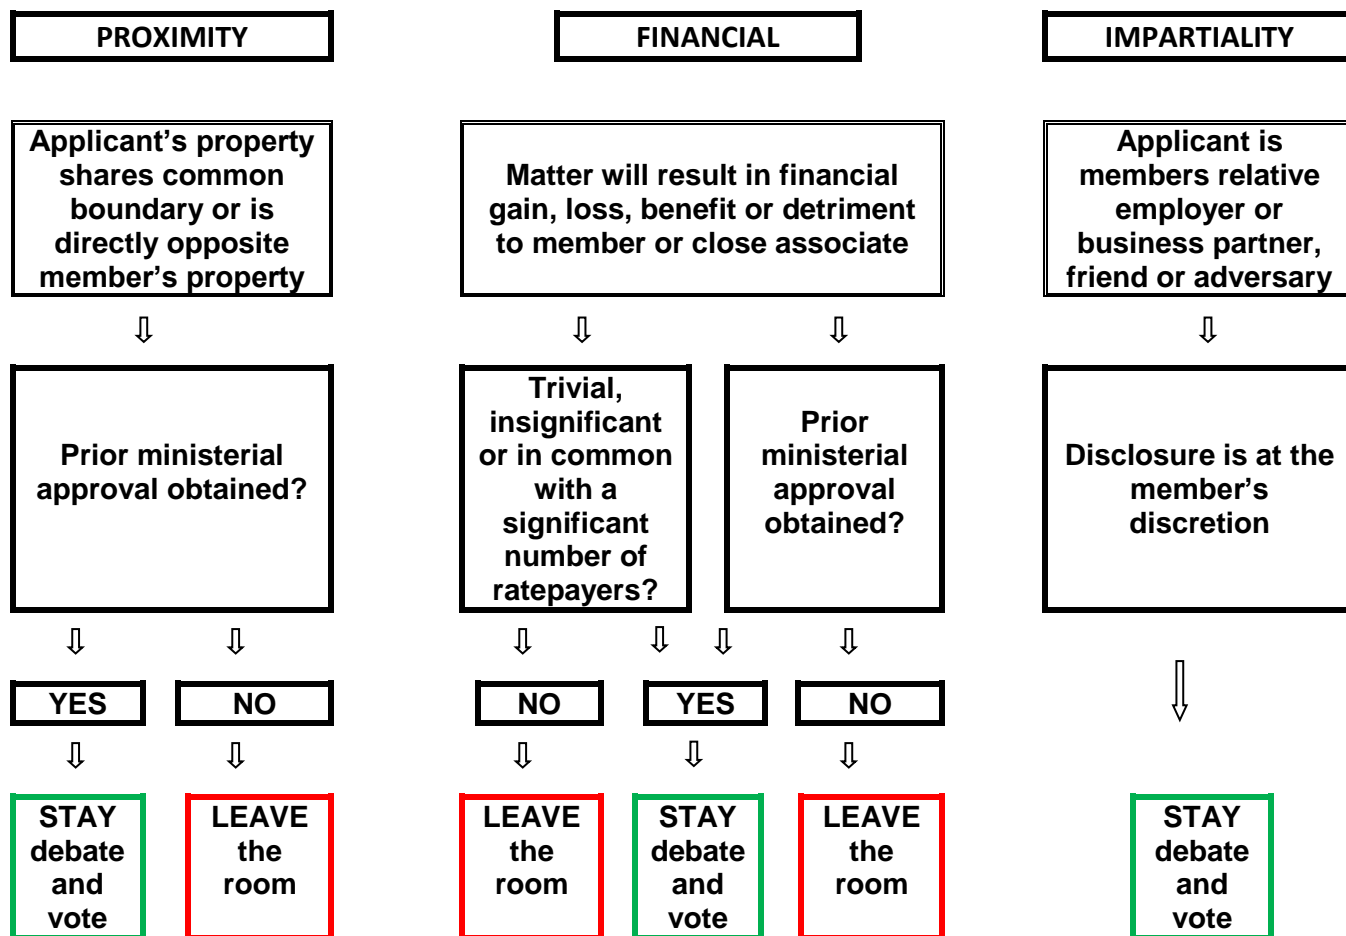 PROXIMITY
FINANCIAL
IMPARTIALITY
Applicant’s property
shares common
boundary or is
directly opposite
member’s property
Matter will result in financial
gain, loss, benefit or detriment
to member or close associate
Applicant is
members relative
employer or
business partner,
friend or adversary
Prior ministerial
approval obtained?
Trivial,
insignificant
or in common
with a
significant
number of
ratepayers?
Prior
ministerial
approval
obtained?
Disclosure is at the
member’s
discretion
YES
NO
NO
YES
NO
STAY
debate
and
vote
LEAVE
the
room
LEAVE
the
room
STAY
debate
and
vote
LEAVE
the
room
STAY
debate
and
vote